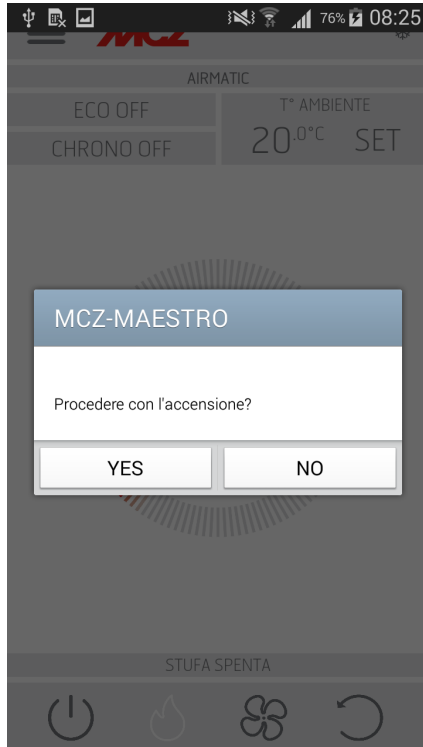 76% 08:25
MCZ
AIRMATIC
ECO OFF
T° AMBIENTE
CHRONO OFF
20.0°C SET
MCZ-MAESTRO
Procedere con l'accensione?
YES NO
STUFA SPENTA